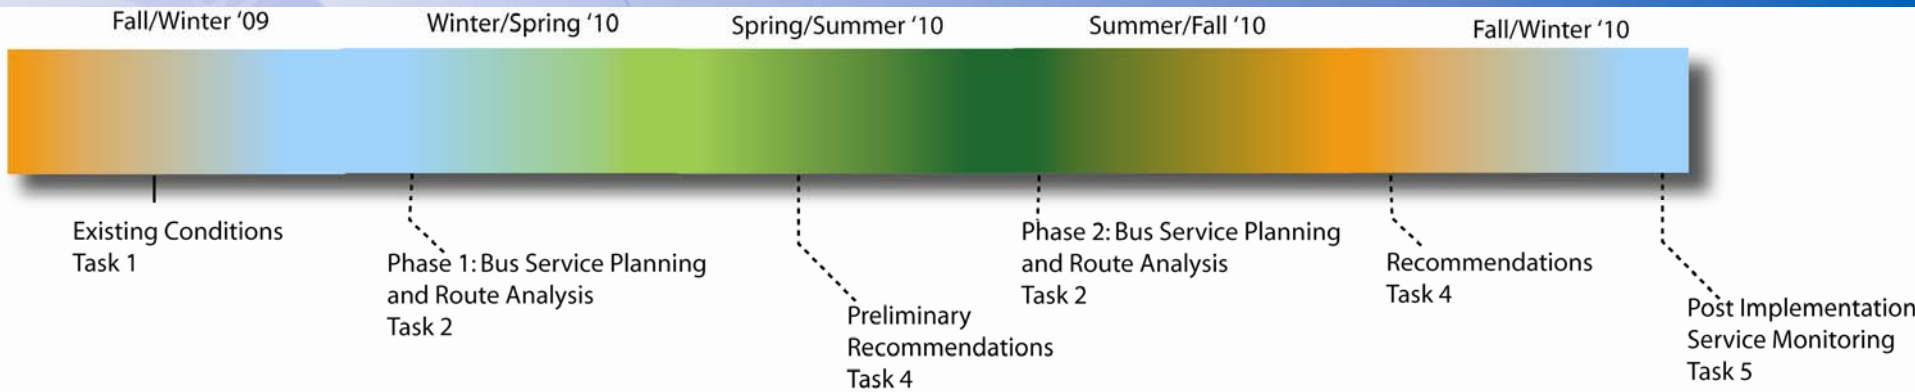 Fall/Winter ‘09
Winter/Spring ‘10
Spring/Summer ‘10
Summer/Fall ‘10
Fall/Winter ‘10
Existing Conditions
Task 1
Phase 1: Bus Service Planning
and Route Analysis
Task 2
Preliminary
Recommendations
Task 4
Phase 2: Bus Service Planning
and Route Analysis
Task 2
Recommendations
Task 4
Post Implementation
Service Monitoring
Task 5